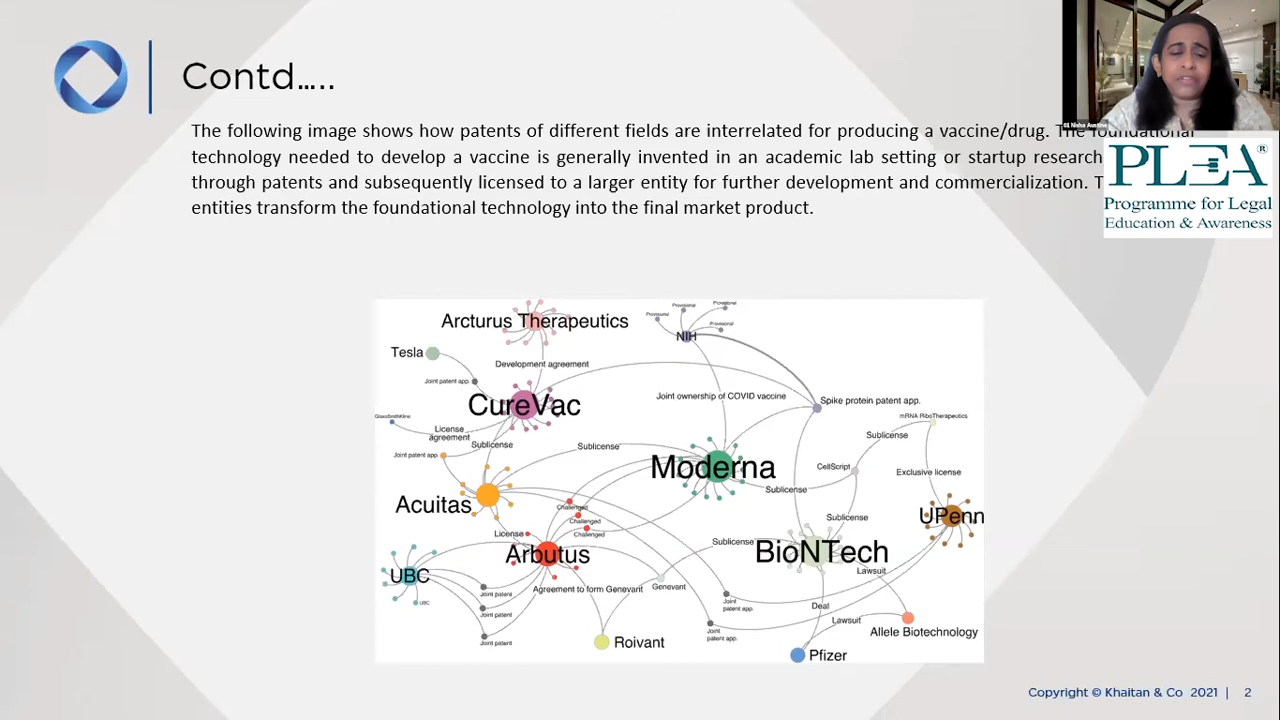 Contd.....
The following image shows how patents of different fields are interrelated for producing a vaccine/drug. The foundational
technology needed to develop a vaccine is generally invented in an academic lab setting or startup research
through patents and subsequently licensed to a larger entity for further development and commercialization. T
entities transform the foundational technology into the final market product.
PLEA®
Programme for Legal
Education & Awareness
Arcturus Therapeutics
Provisional
Provisional
Provisional
Provisional
NIH
Tesla
Development agreement
Joint patent app.
CureVac
Joint ownership of COVID vaccine
Spike protein patent app.
GlaxoSmithKline
mRNA RiboTherapeutics
License
agreement
Sublicense
Sublicense
Sublicense
Joint patent app.
Moderna
CellScript
Exclusive license
Sublicense
Acuitas
Challenged
Challenged
Challenged
Sublicense
UPenn
License
Arbutus
Sublicense
BioNTech
Lawsuit
UBC
UBC
Joint patent
Joint patent
Joint patent
Agreement to form Genevant
Genevant
Joint
patent app.
Joint
patent app.
Deal
Lawsuit
Allele Biotechnology
Roivant
Pfizer
Copyright © Khaitan & Co 2021 | 2